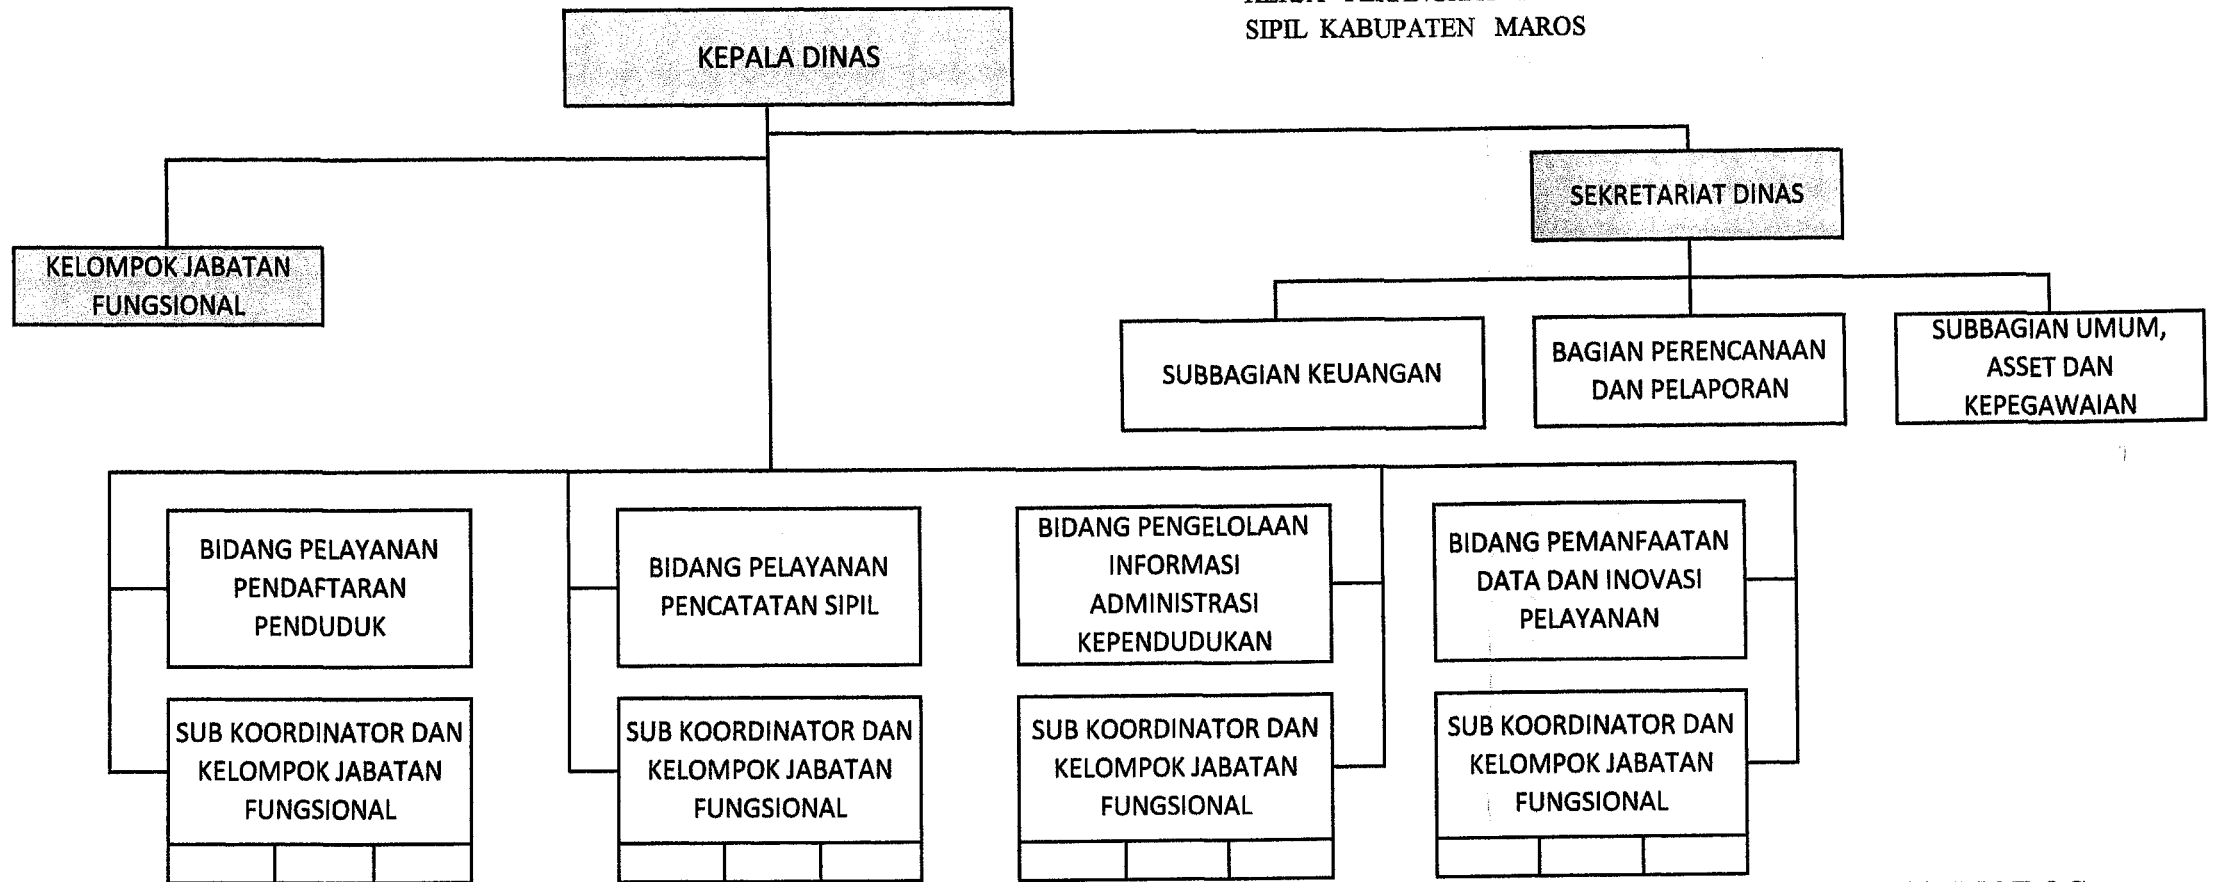 SIPIL KABUPATEN MAROS
KEPALA DINAS
SEKRETARIAT DINAS
KELOMPOK JABATAN
FUNGSIONAL
SUBBAGIAN KEUANGAN
BAGIAN PERENCANAAN
DAN PELAPORAN
SUBBAGIAN UMUM,
ASSET DAN
KEPEGAWAIAN
BIDANG PELAYANAN
PENDAFTARAN
PENDUDUK
BIDANG PELAYANAN
PENCATATAN SIPIL
BIDANG PENGELOLAAN
INFORMASI
ADMINISTRASI
KEPENDUDUKAN
BIDANG PEMANFAATAN
DATA DAN INOVASI
PELAYANAN
SUB KOORDINATOR DAN
KELOMPOK JABATAN
FUNGSIONAL
SUB KOORDINATOR DAN
KELOMPOK JABATAN
FUNGSIONAL
SUB KOORDINATOR DAN
KELOMPOK JABATAN
FUNGSIONAL
SUB KOORDINATOR DAN
KELOMPOK JABATAN
FUNGSIONAL